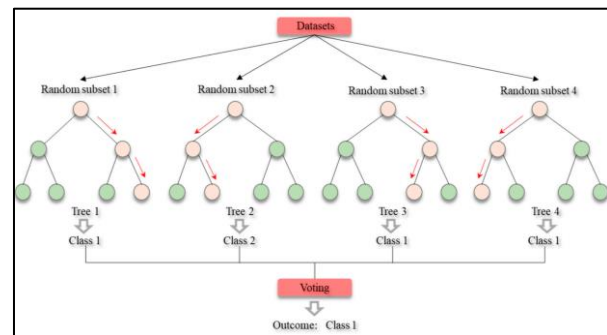 Datasets
Random subset 1
Random subset 2
Random subset 3
Random subset 4
Tree 1
Tree 2
Tree 3
Tree 4
Class 1
Class 2
Class 1
Class 1
Voting
Outcome: Class 1